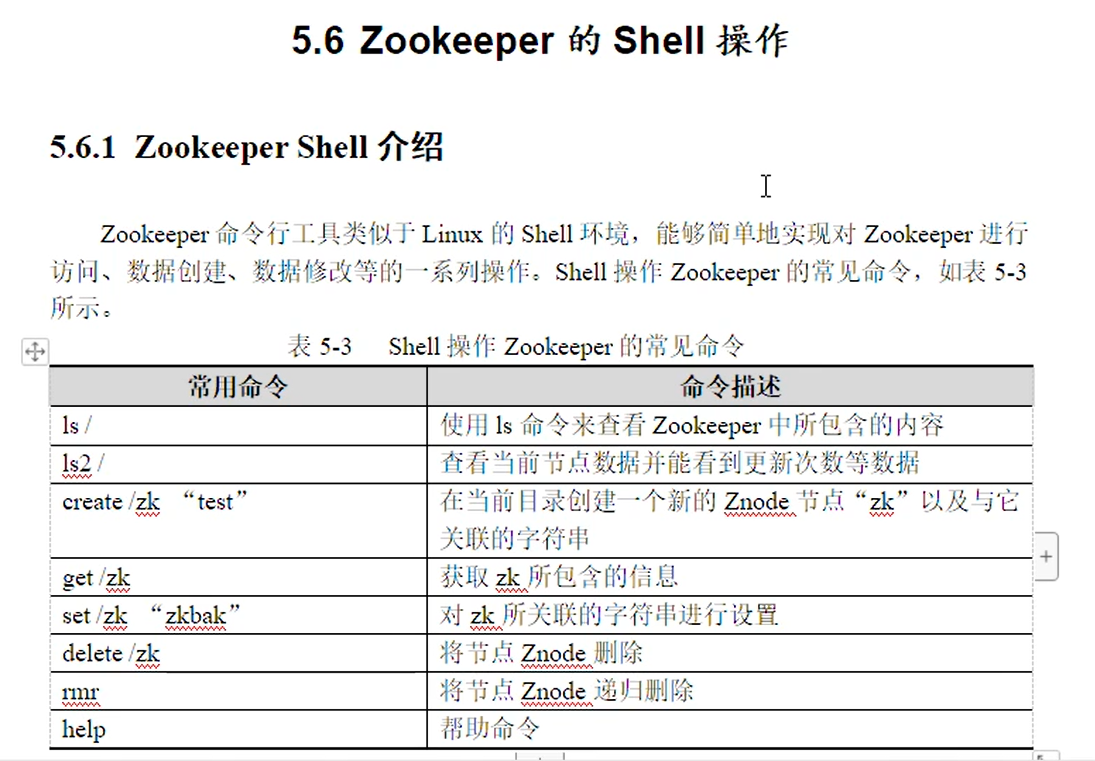 5.6 Zookeeper 的 Shell 操作
5.6.1 Zookeeper Shell 介绍
Zookeeper 命令行工具类似于 Linux 的 Shell 环境，能够简单地实现对 Zookeeper 进行
访问、数据创建、数据修改等的一系列操作。Shell 操作 Zookeeper 的常见命令，如表 5-3
所示。
表 5-3 Shell 操作 Zookeeper 的常见命令
常用命令 命令描述
ls / 使用 ls 命令来查看 Zookeeper 中所包含的内容
ls2 / 查看当前节点数据并能看到更新次数等数据
create /zk “test” 在当前目录创建一个新的 Znode 节点“zk”以及与它
关联的字符串
get /zk 获取 zk 所包含的信息
set /zk “zkbak” 对 zk 所关联的字符串进行设置
delete /zk 将节点 Znode 删除
rmr 将节点 Znode 递归删除
help 帮助命令